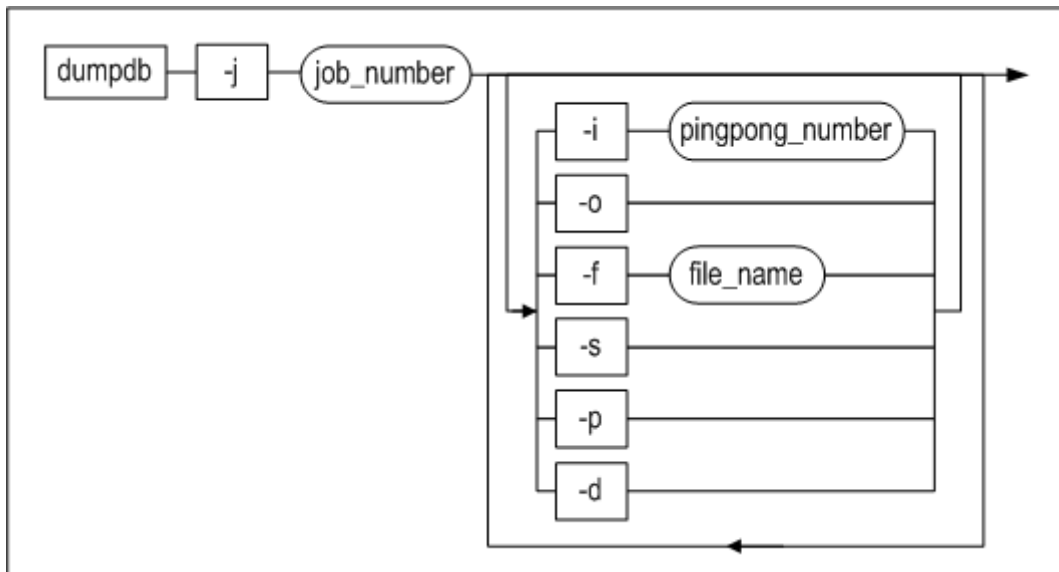 dumpdb -j job_number
-i pingpong_number
-o
-f file_name
-s
-p
-d